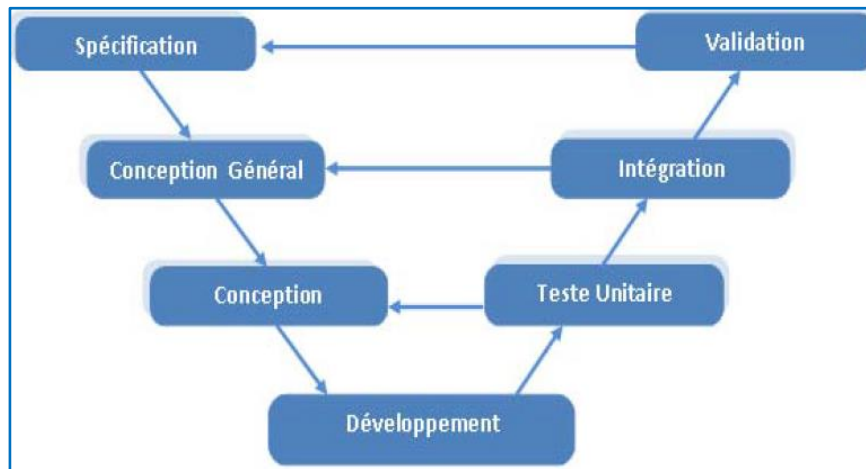 Spécification
Validation
Conception Général
Intégration
Conception
Teste Unitaire
Développement